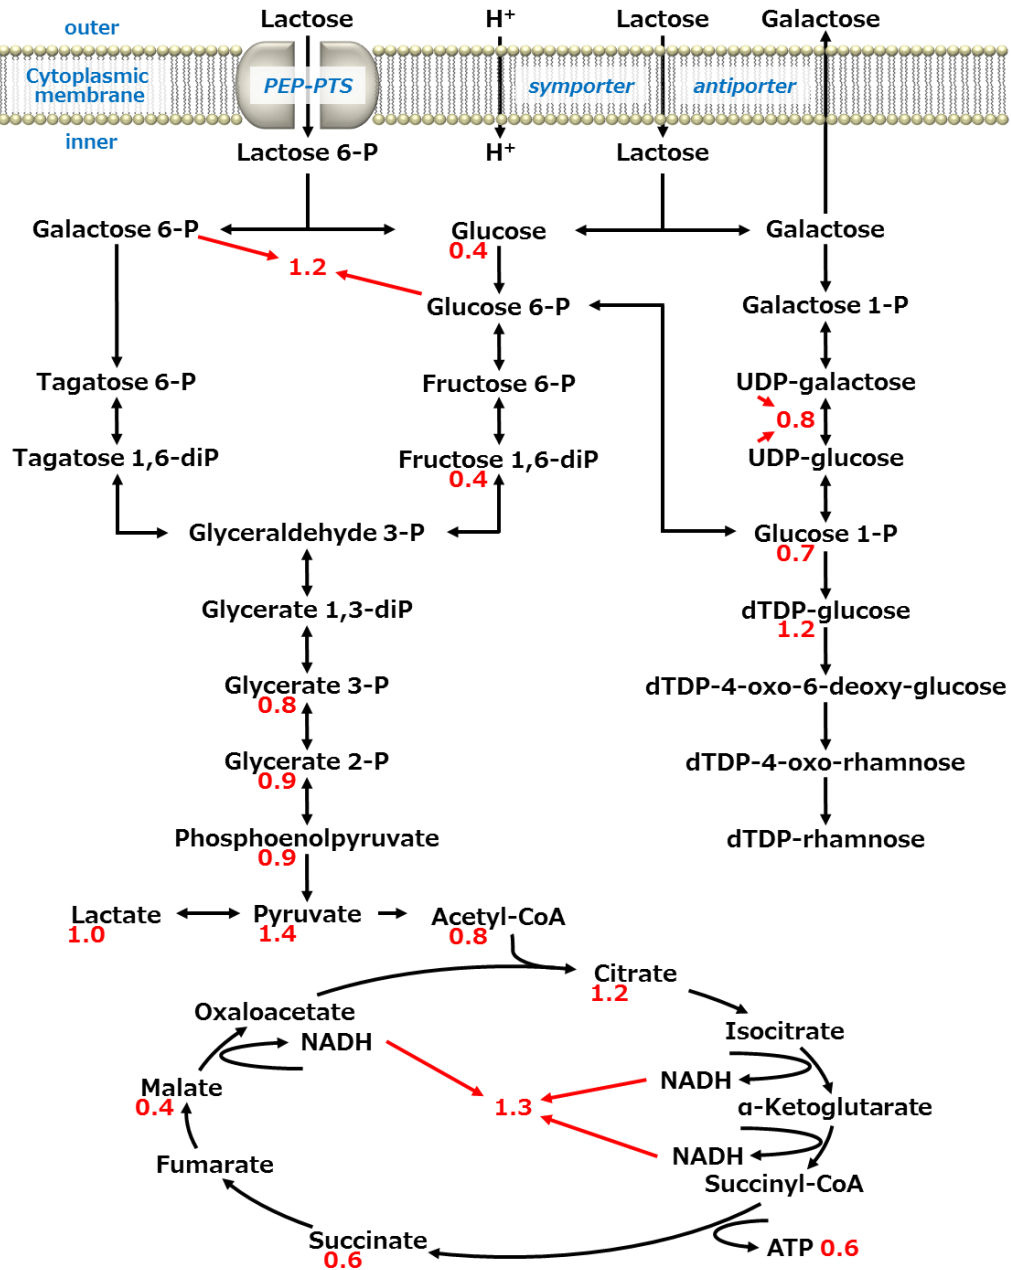 Lactose H⁺ Lactose Galactose
outer
Cytoplasmic
membrane
PEP-PTS symporter antiporter
inner
Lactose 6-P H⁺ Lactose
Galactose 6-P Glucose Galactose
0.4
1.2
Glucose 6-P Galactose 1-P
Tagatose 6-P Fructose 6-P UDP-galactose
0.8
Tagatose 1,6-diP Fructose 1,6-diP UDP-glucose
0.4
Glyceraldehyde 3-P Glucose 1-P
0.7
Glycerate 1,3-diP dTDP-glucose
1.2
Glycerate 3-P dTDP-4-oxo-6-deoxy-glucose
0.8
Glycerate 2-P dTDP-4-oxo-rhamnose
0.9
Phosphoenolpyruvate dTDP-rhamnose
0.9
Lactate Pyruvate Acetyl-CoA
1.0 1.4 0.8
Citrate
1.2
Oxaloacetate
Isocitrate
NADH
NADH
Malate
0.4 1.3 α-Ketoglutarate
Fumarate NADH
Succinyl-CoA
Succinate
0.6
ATP 0.6